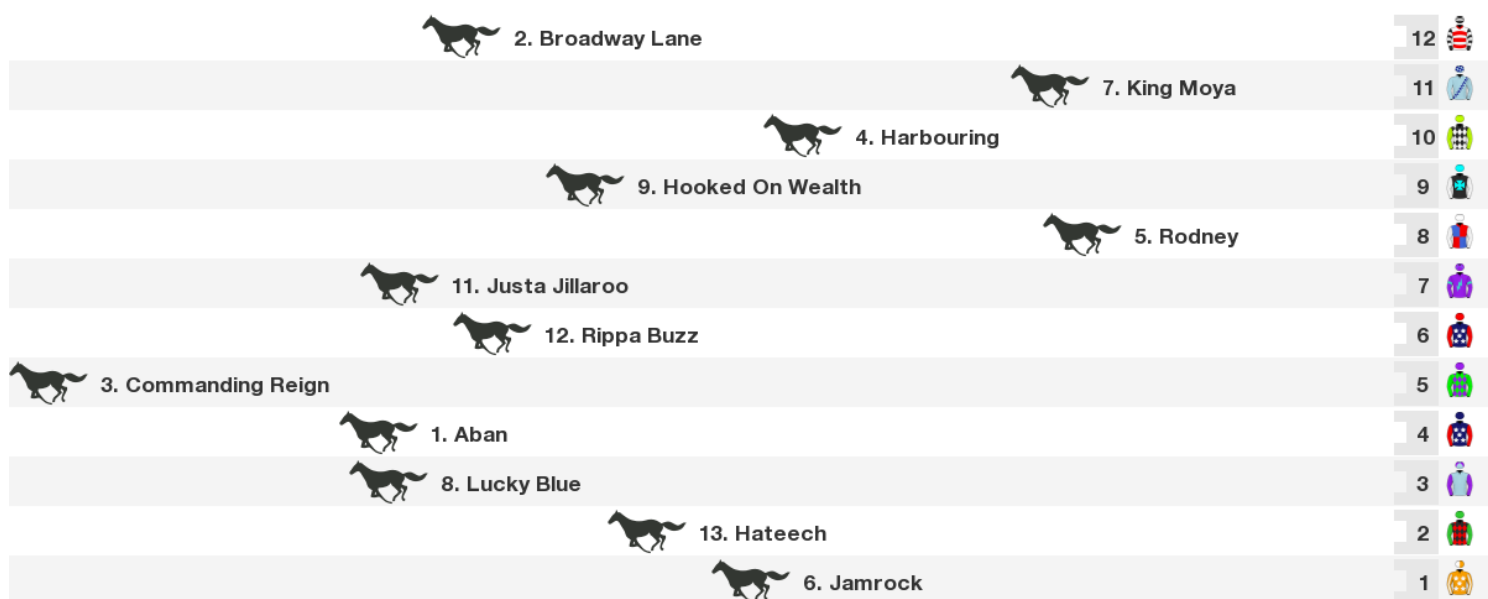 2. Broadway Lane 12
7. King Moya 11
4. Harbouring 10
9. Hooked On Wealth 9
5. Rodney 8
11. Justa Jillaroo 7
12. Rippa Buzz 6
3. Commanding Reign 5
1. Aban 4
8. Lucky Blue 3
13. Hateech 2
6. Jamrock 1